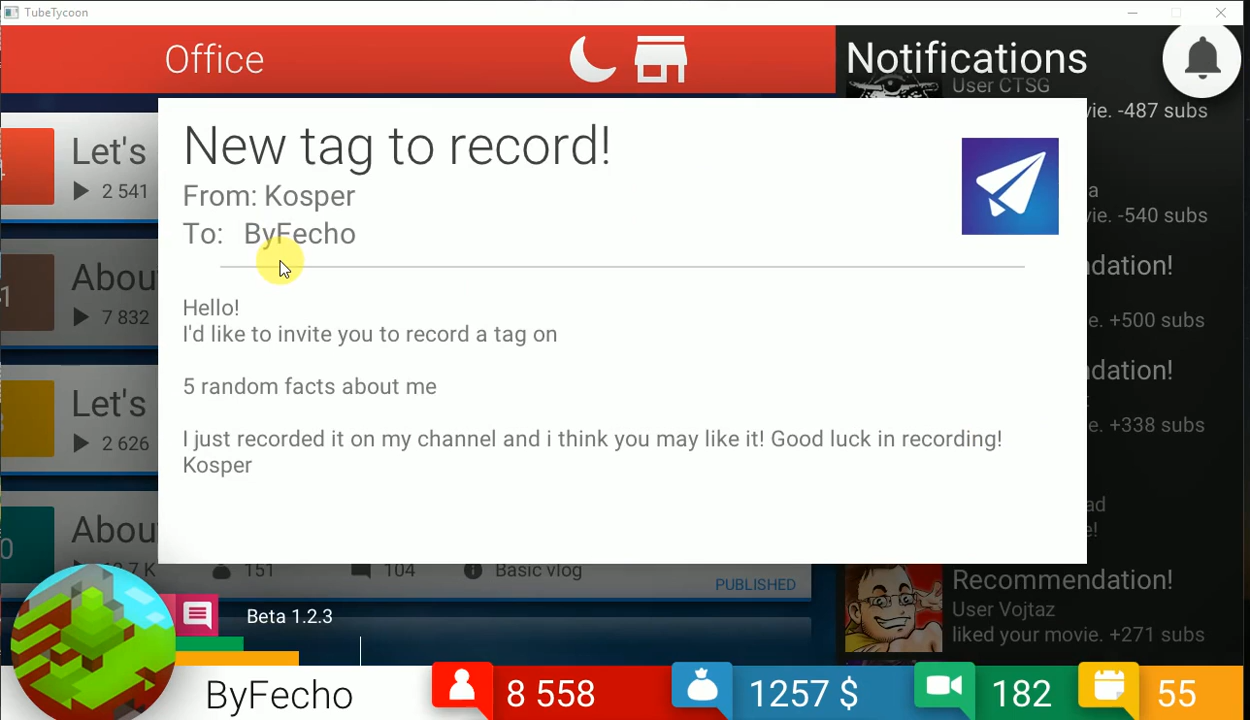 TubeTycoon
Office
Notifications
User CTSG
vie. -487 subs
Let's
2 541
New tag to record!
From: Kosper
To: ByFecho
a
vie. -540 subs
About
7 832
ndation!
Hello!
I'd like to invite you to record a tag on
e. +500 subs
5 random facts about me
ndation!
Let's
2 626
I just recorded it on my channel and i think you may like it! Good luck in recording!
Kosper
e. +338 subs
About
ad
e!
151
104
Basic vlog
PUBLISHED
Recommendation!
User Vojtaz
liked your movie. +271 subs
Beta 1.2.3
ByFecho
8 558
1257 $
182
55